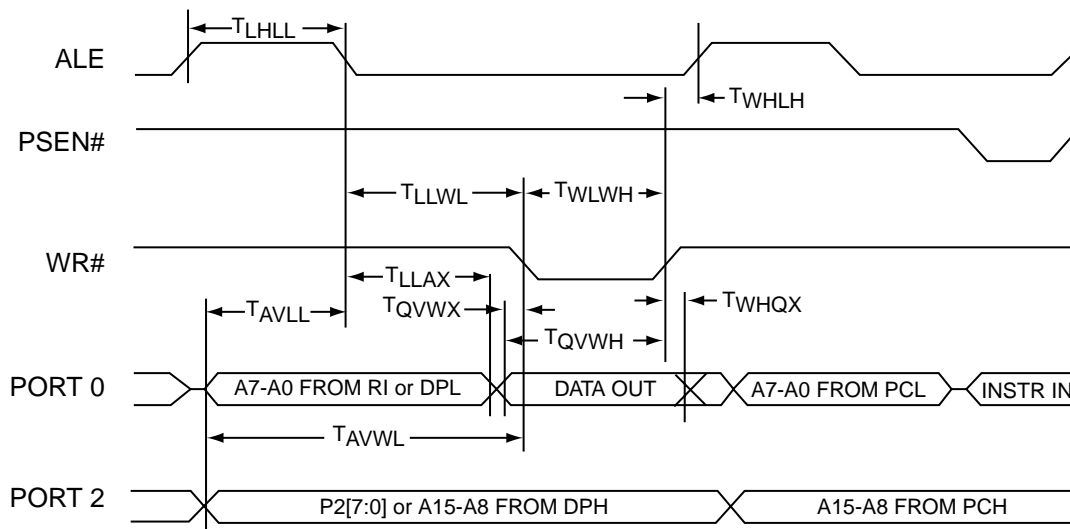 TLHLL
ALE
TWHLH
PSEN#
TLLWL
TWLWH
WR#
TLLAX
TQVWX
TWHQX
TAVLL
TQVWH
PORT 0
A7-A0 FROM RI or DPL
DATA OUT
A7-A0 FROM PCL
INSTR IN
TAVWL
PORT 2
P2[7:0] or A15-A8 FROM DPH
A15-A8 FROM PCH